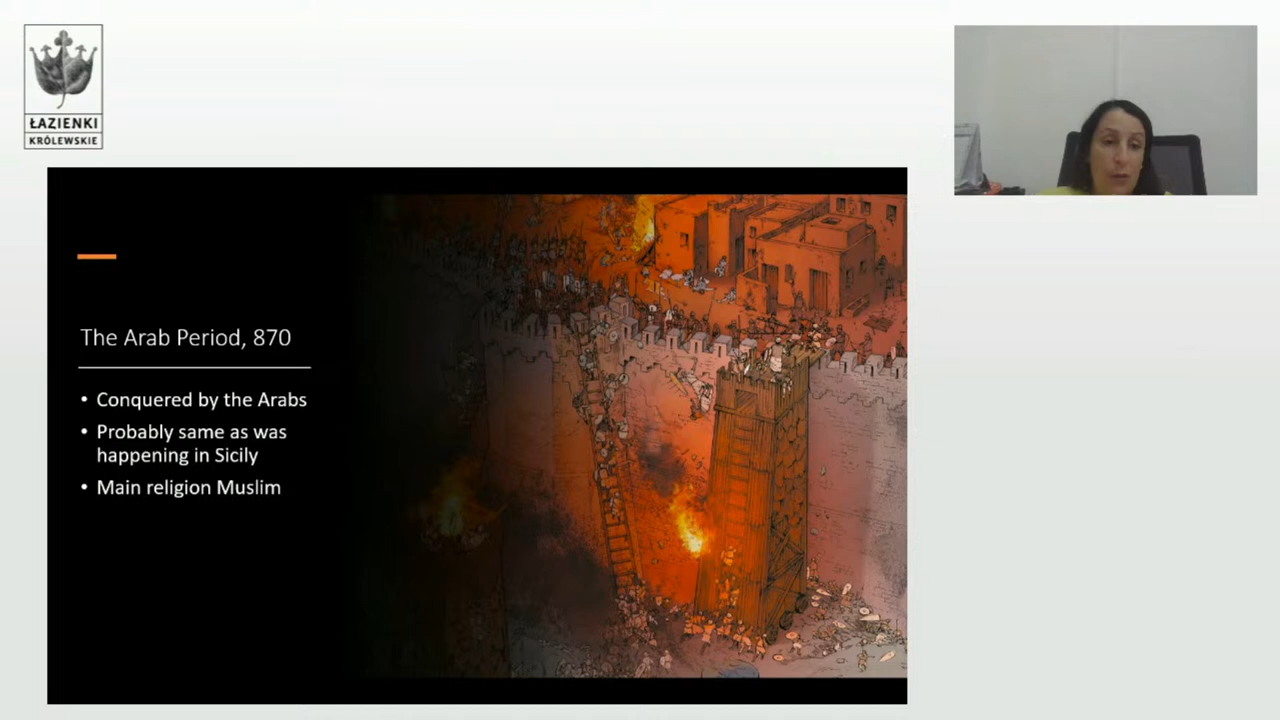 ŁAZIENKI
KRÓLEWSKIE
The Arab Period, 870
• Conquered by the Arabs
• Probably same as was
happening in Sicily
• Main religion Muslim